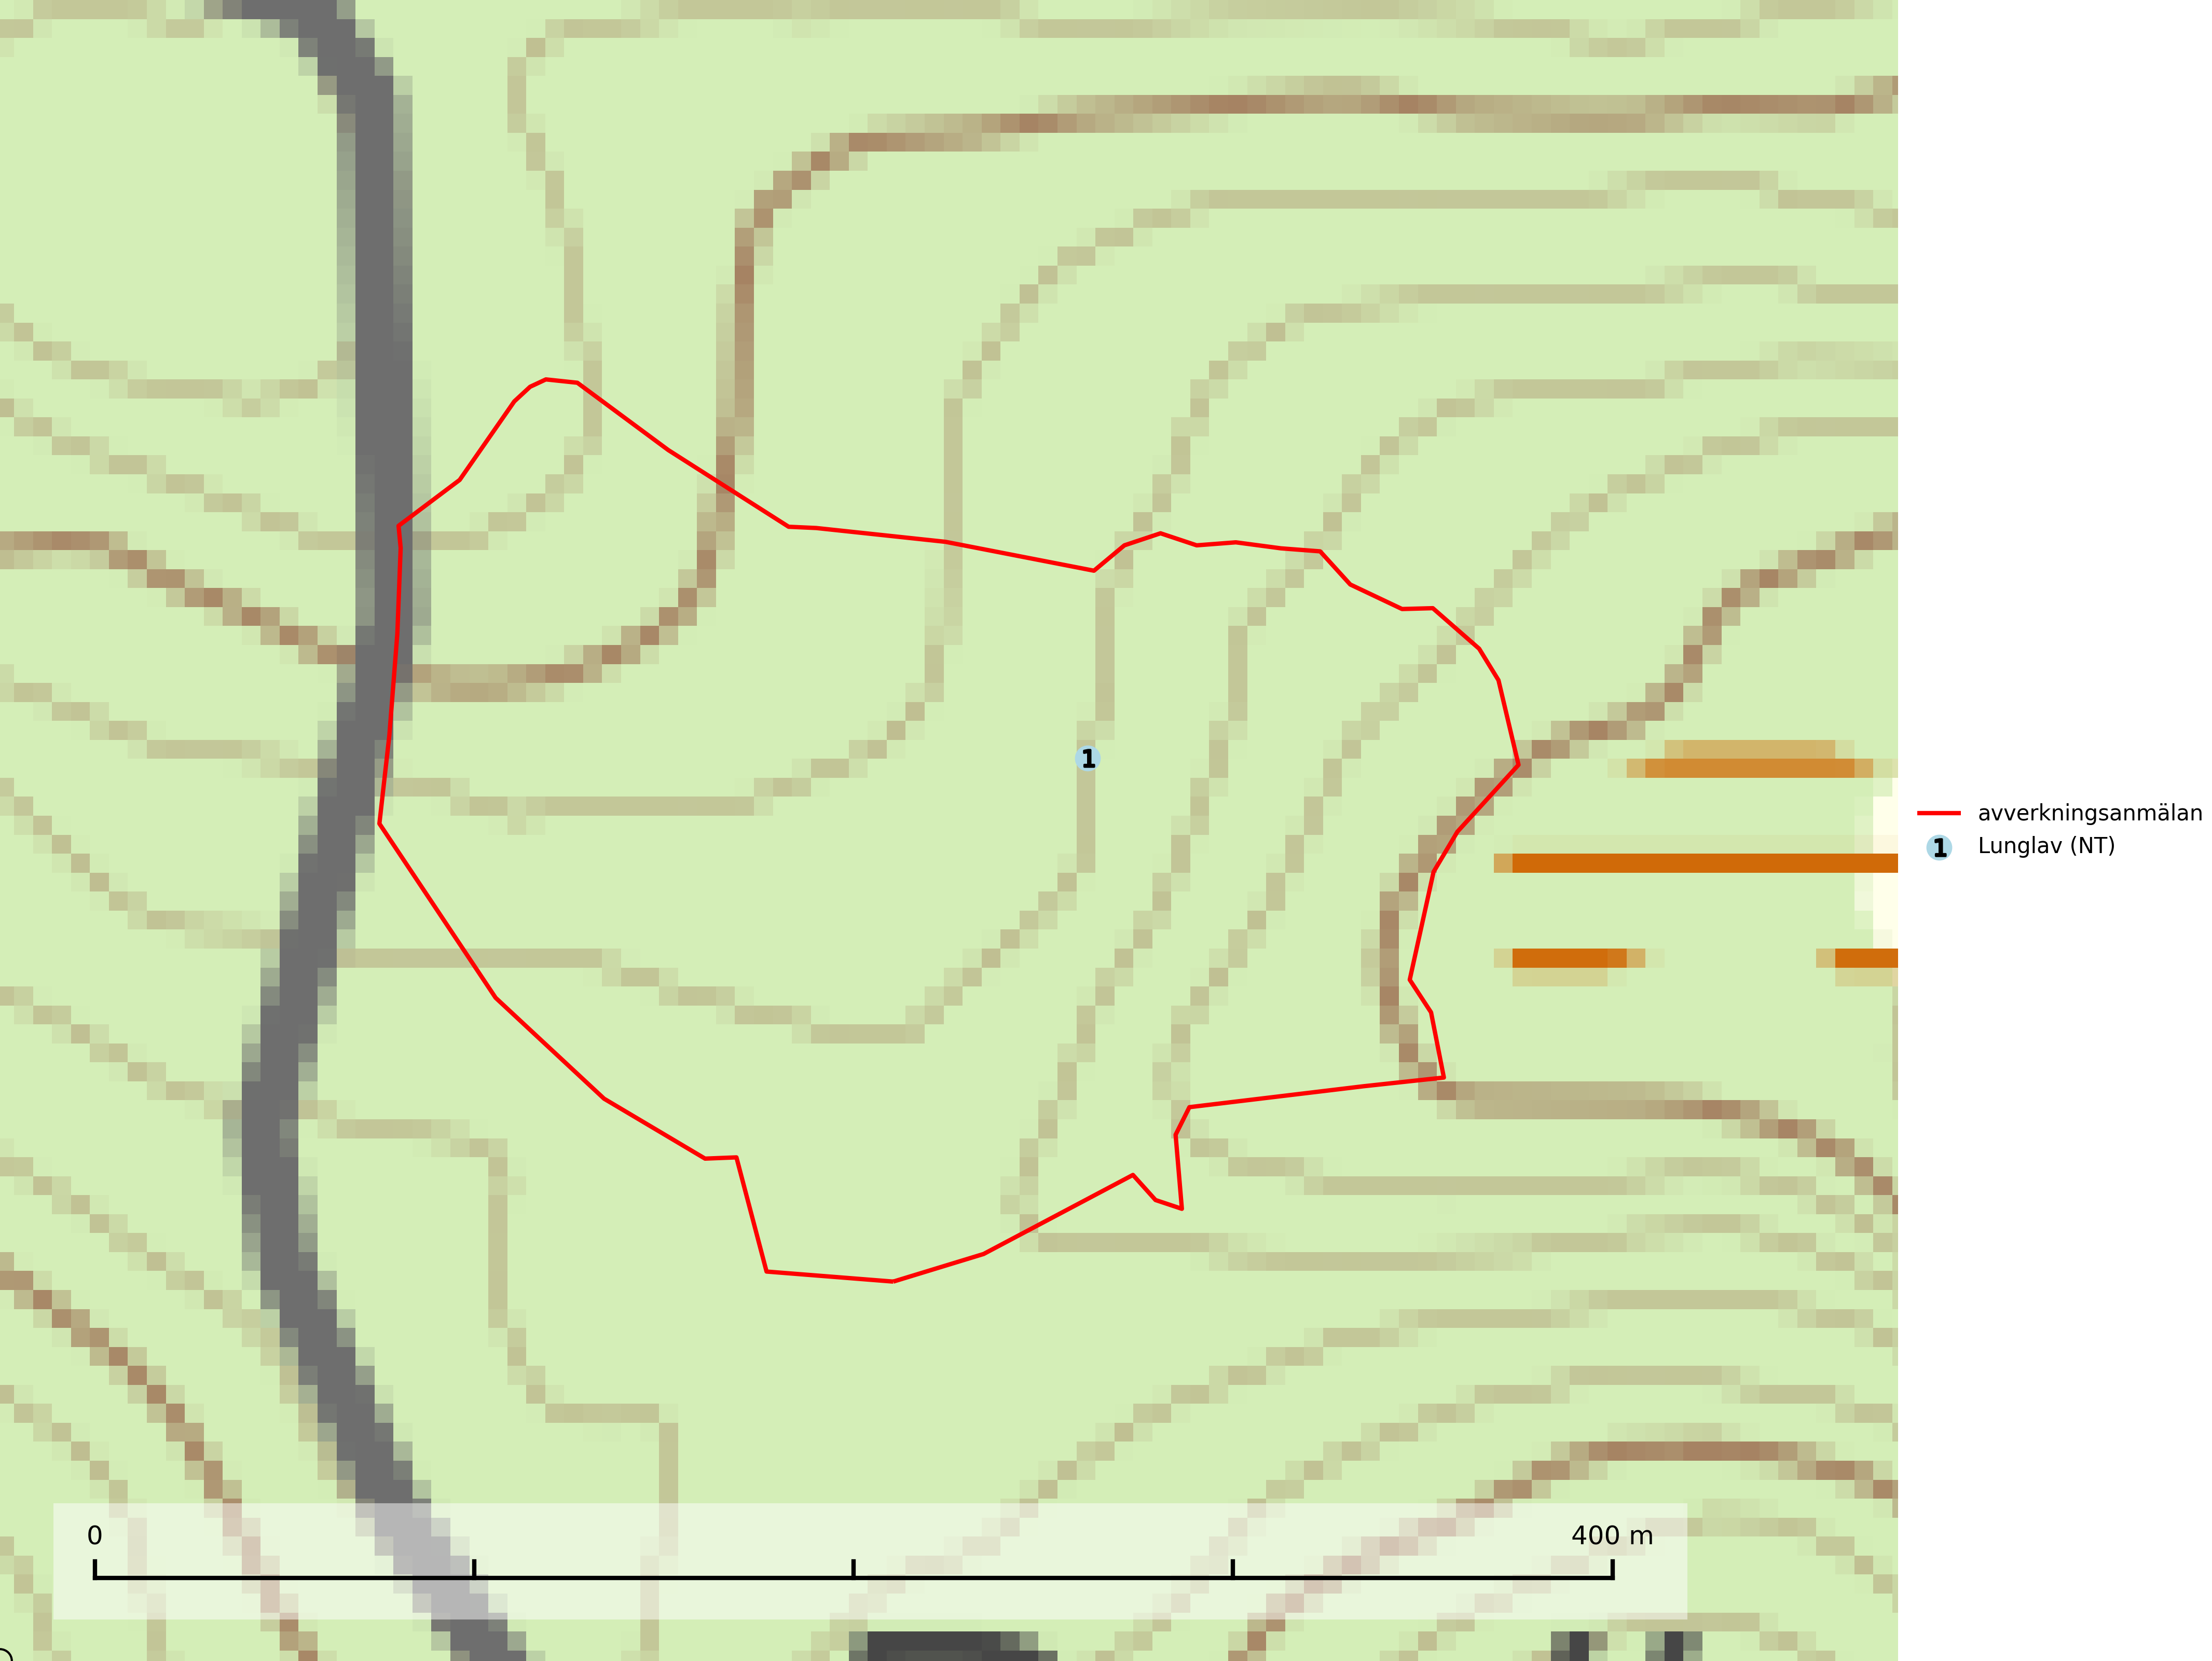 1
avverkningsanmälan
1 Lunglav (NT)
0 400 m